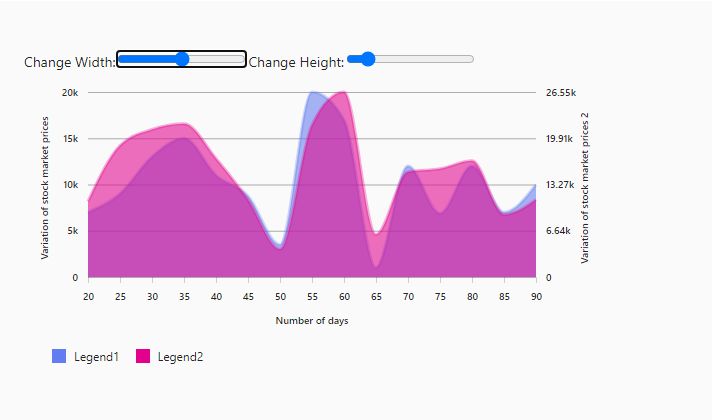 Change Width: Change Height:
20k 26.55k
15k 19.91k
10k 13.27k
5k 6.64k
0 0
Variation of stock market prices
Variation of stock market prices 2
20 25 30 35 40 45 50 55 60 65 70 75 80 85 90
Number of days
Legend1 Legend2